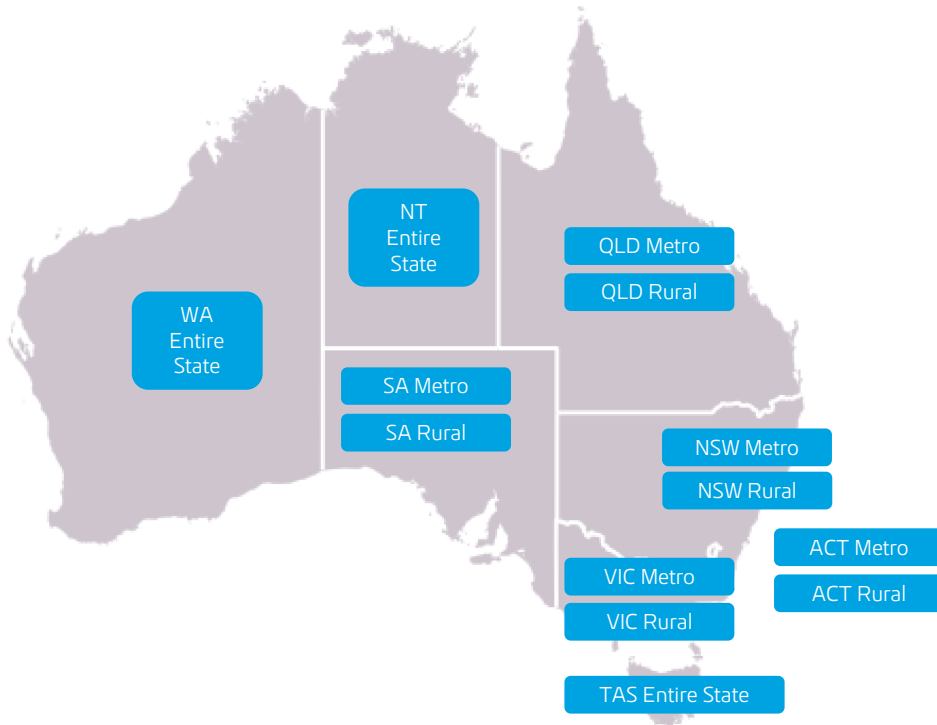 NT
Entire
State
QLD Metro
QLD Rural
WA
Entire
State
SA Metro
SA Rural
NSW Metro
NSW Rural
ACT Metro
ACT Rural
VIC Metro
VIC Rural
TAS Entire State